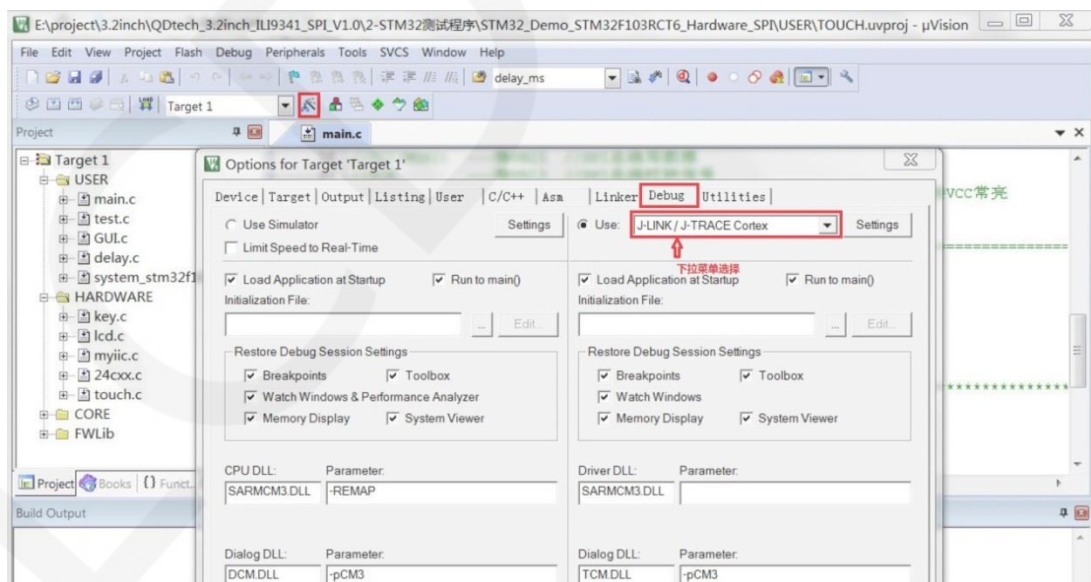 E:\project\3.2inch\QDtech_3.2inch_ILI9341_SPI_V1.0\2-STM32测试程序\STM32_Demo_STM32F103RCT6_Hardware_SPI\USER\TOUCH.uvproj - µVision
File Edit View Project Flash Debug Peripherals Tools SVCS Window Help
delay_ms
Target 1
Project
main.c
Target 1
USER
main.c
test.c
GUI.c
delay.c
system_stm32f1
HARDWARE
key.c
lcd.c
myiic.c
24cxx.c
touch.c
CORE
FWLib
Project Books {} Funct...
Build Output
VCC常亮
Options for Target 'Target 1'
Device Target Output Listing User C/C++ Asm Linker Debug Utilities
Use Simulator Settings
Limit Speed to Real-Time
Use: J-LINK / J-TRACE Cortex Settings
下拉菜单选择
Load Application at Startup Run to main()
Initialization File:
... Edit...
Restore Debug Session Settings
Breakpoints Toolbox
Watch Windows & Performance Analyzer
Memory Display System Viewer
CPU DLL: Parameter:
SARMCM3.DLL -REMAP
Dialog DLL: Parameter:
DCM.DLL -pCM3
Load Application at Startup Run to main()
Initialization File:
... Edit...
Restore Debug Session Settings
Breakpoints Toolbox
Watch Windows
Memory Display System Viewer
Driver DLL: Parameter:
SARMCM3.DLL
Dialog DLL: Parameter:
TCM.DLL -pCM3